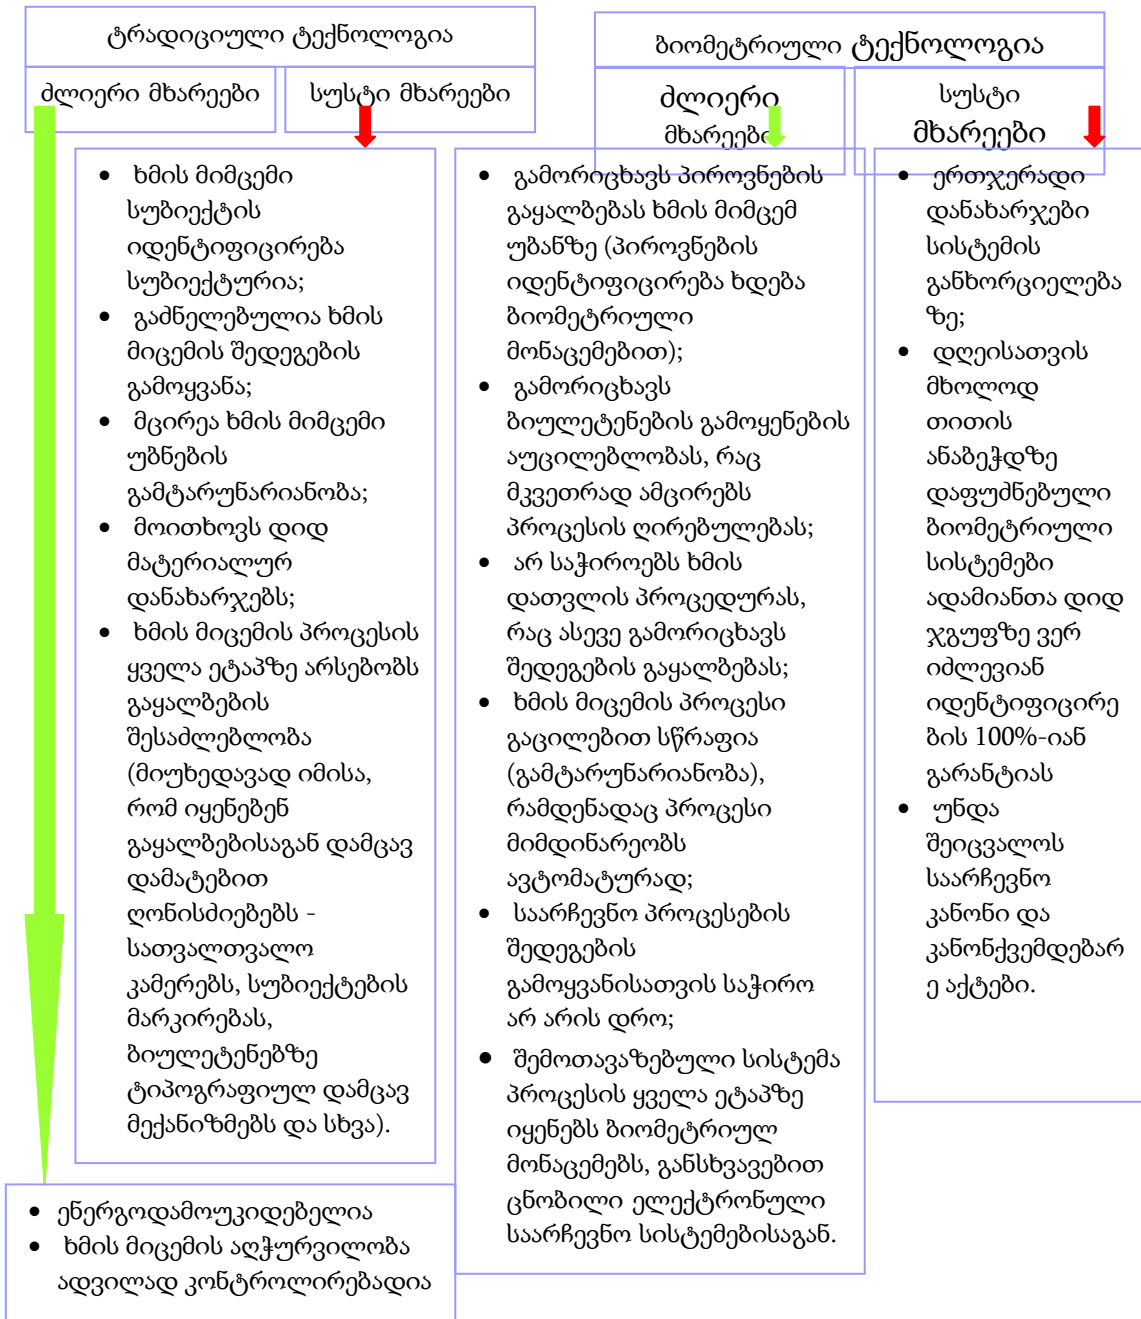 ტრადიციული ტექნოლოგია
ძლიერი მხარეები
სუსტი მხარეები
ბიომეტრიული ტექნოლოგია
ძლიერი
მხარეები
სუსტი
მხარეები
• ხმის მიმცემი
სუბიექტის
იდენტიფიცირება
სუბიექტურია;
• გაძნელებულია ხმის
მიცემის შედეგების
გამოყვანა;
• მცირეა ხმის მიმცემი
უბნების
გამტარუნარიანობა;
• მოითხოვს დიდ
მატერიალურ
დანახარჯებს;
• ხმის მიცემის პროცესის
ყველა ეტაპზე არსებობს
გაყალბების
შესაძლებლობა
(მიუხედავად იმისა,
რომ იყენებენ
გაყალბებისაგან დამცავ
დამატებით
ღონისძიებებს -
სათვალთვალო
კამერებს, სუბიექტების
მარკირებას,
ბიულეტენებზე
ტიპოგრაფიულ დამცავ
მექანიზმებს და სხვა).
• ენერგოდამოუკიდებელია
• ხმის მიცემის აღჭურვილობა
ადვილად კონტროლირებადია
• გამორიცხავს პიროვნების
გაყალბებას ხმის მიმცემ
უბანზე (პიროვნების
იდენტიფიცირება ხდება
ბიომეტრიული
მონაცემებით);
• გამორიცხავს
ბიულეტენების გამოყენების
აუცილებლობას, რაც
მკვეთრად ამცირებს
პროცესის ღირებულებას;
• არ საჭიროებს ხმის
დათვლის პროცედურას,
რაც ასევე გამორიცხავს
შედეგების გაყალბებას;
• ხმის მიცემის პროცესი
გაცილებით სწრაფია
(გამტარუნარიანობა),
რამდენადაც პროცესი
მიმდინარეობს
ავტომატურად;
• საარჩევნო პროცესების
შედეგების
გამოყვანისათვის საჭირო
არ არის დრო;
• შემოთავაზებული სისტემა
პროცესის ყველა ეტაპზე
იყენებს ბიომეტრიულ
მონაცემებს, განსხვავებით
ცნობილი ელექტრონული
საარჩევნო სისტემებისაგან.
• ერთჯერადი
დანახარჯები
სისტემის
განხორციელება
ზე;
• დღეისათვის
მხოლოდ
თითის
ანაბეჭდზე
დაფუძნებული
ბიომეტრიული
სისტემები
ადამიანთა დიდ
ჯგუფზე ვერ
იძლევიან
იდენტიფიცირე
ბის 100%-იან
გარანტიას
• უნდა
შეიცვალოს
საარჩევნო
კანონი და
კანონქვემდებარ
ე აქტები.